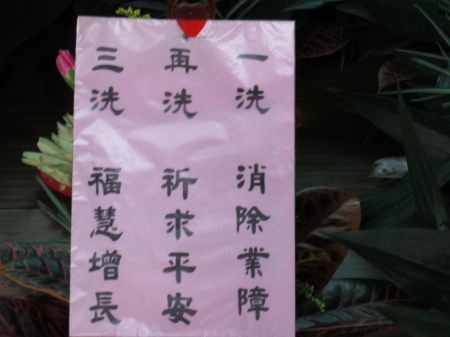 一洗 消除業障
再洗 祈求平安
三洗 福慧增長